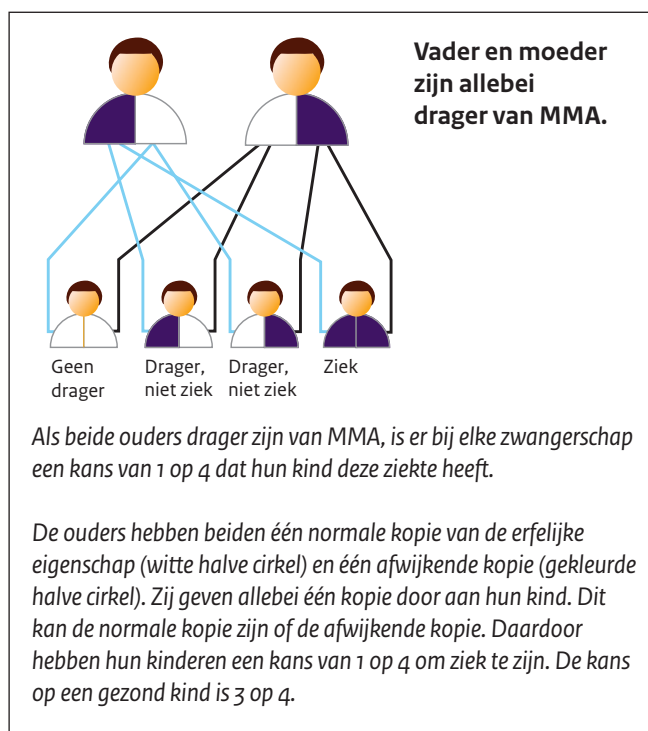 Vader en moeder
zijn allebei
drager van MMA.
Geen
drager
Drager,
niet ziek
Drager,
niet ziek
Ziek
Als beide ouders drager zijn van MMA, is er bij elke zwangerschap
een kans van 1 op 4 dat hun kind deze ziekte heeft.
De ouders hebben beiden één normale kopie van de erfelijke
eigenschap (witte halve cirkel) en één afwijkende kopie (gekleurde
halve cirkel). Zij geven allebei één kopie door aan hun kind. Dit
kan de normale kopie zijn of de afwijkende kopie. Daardoor
hebben hun kinderen een kans van 1 op 4 om ziek te zijn. De kans
op een gezond kind is 3 op 4.